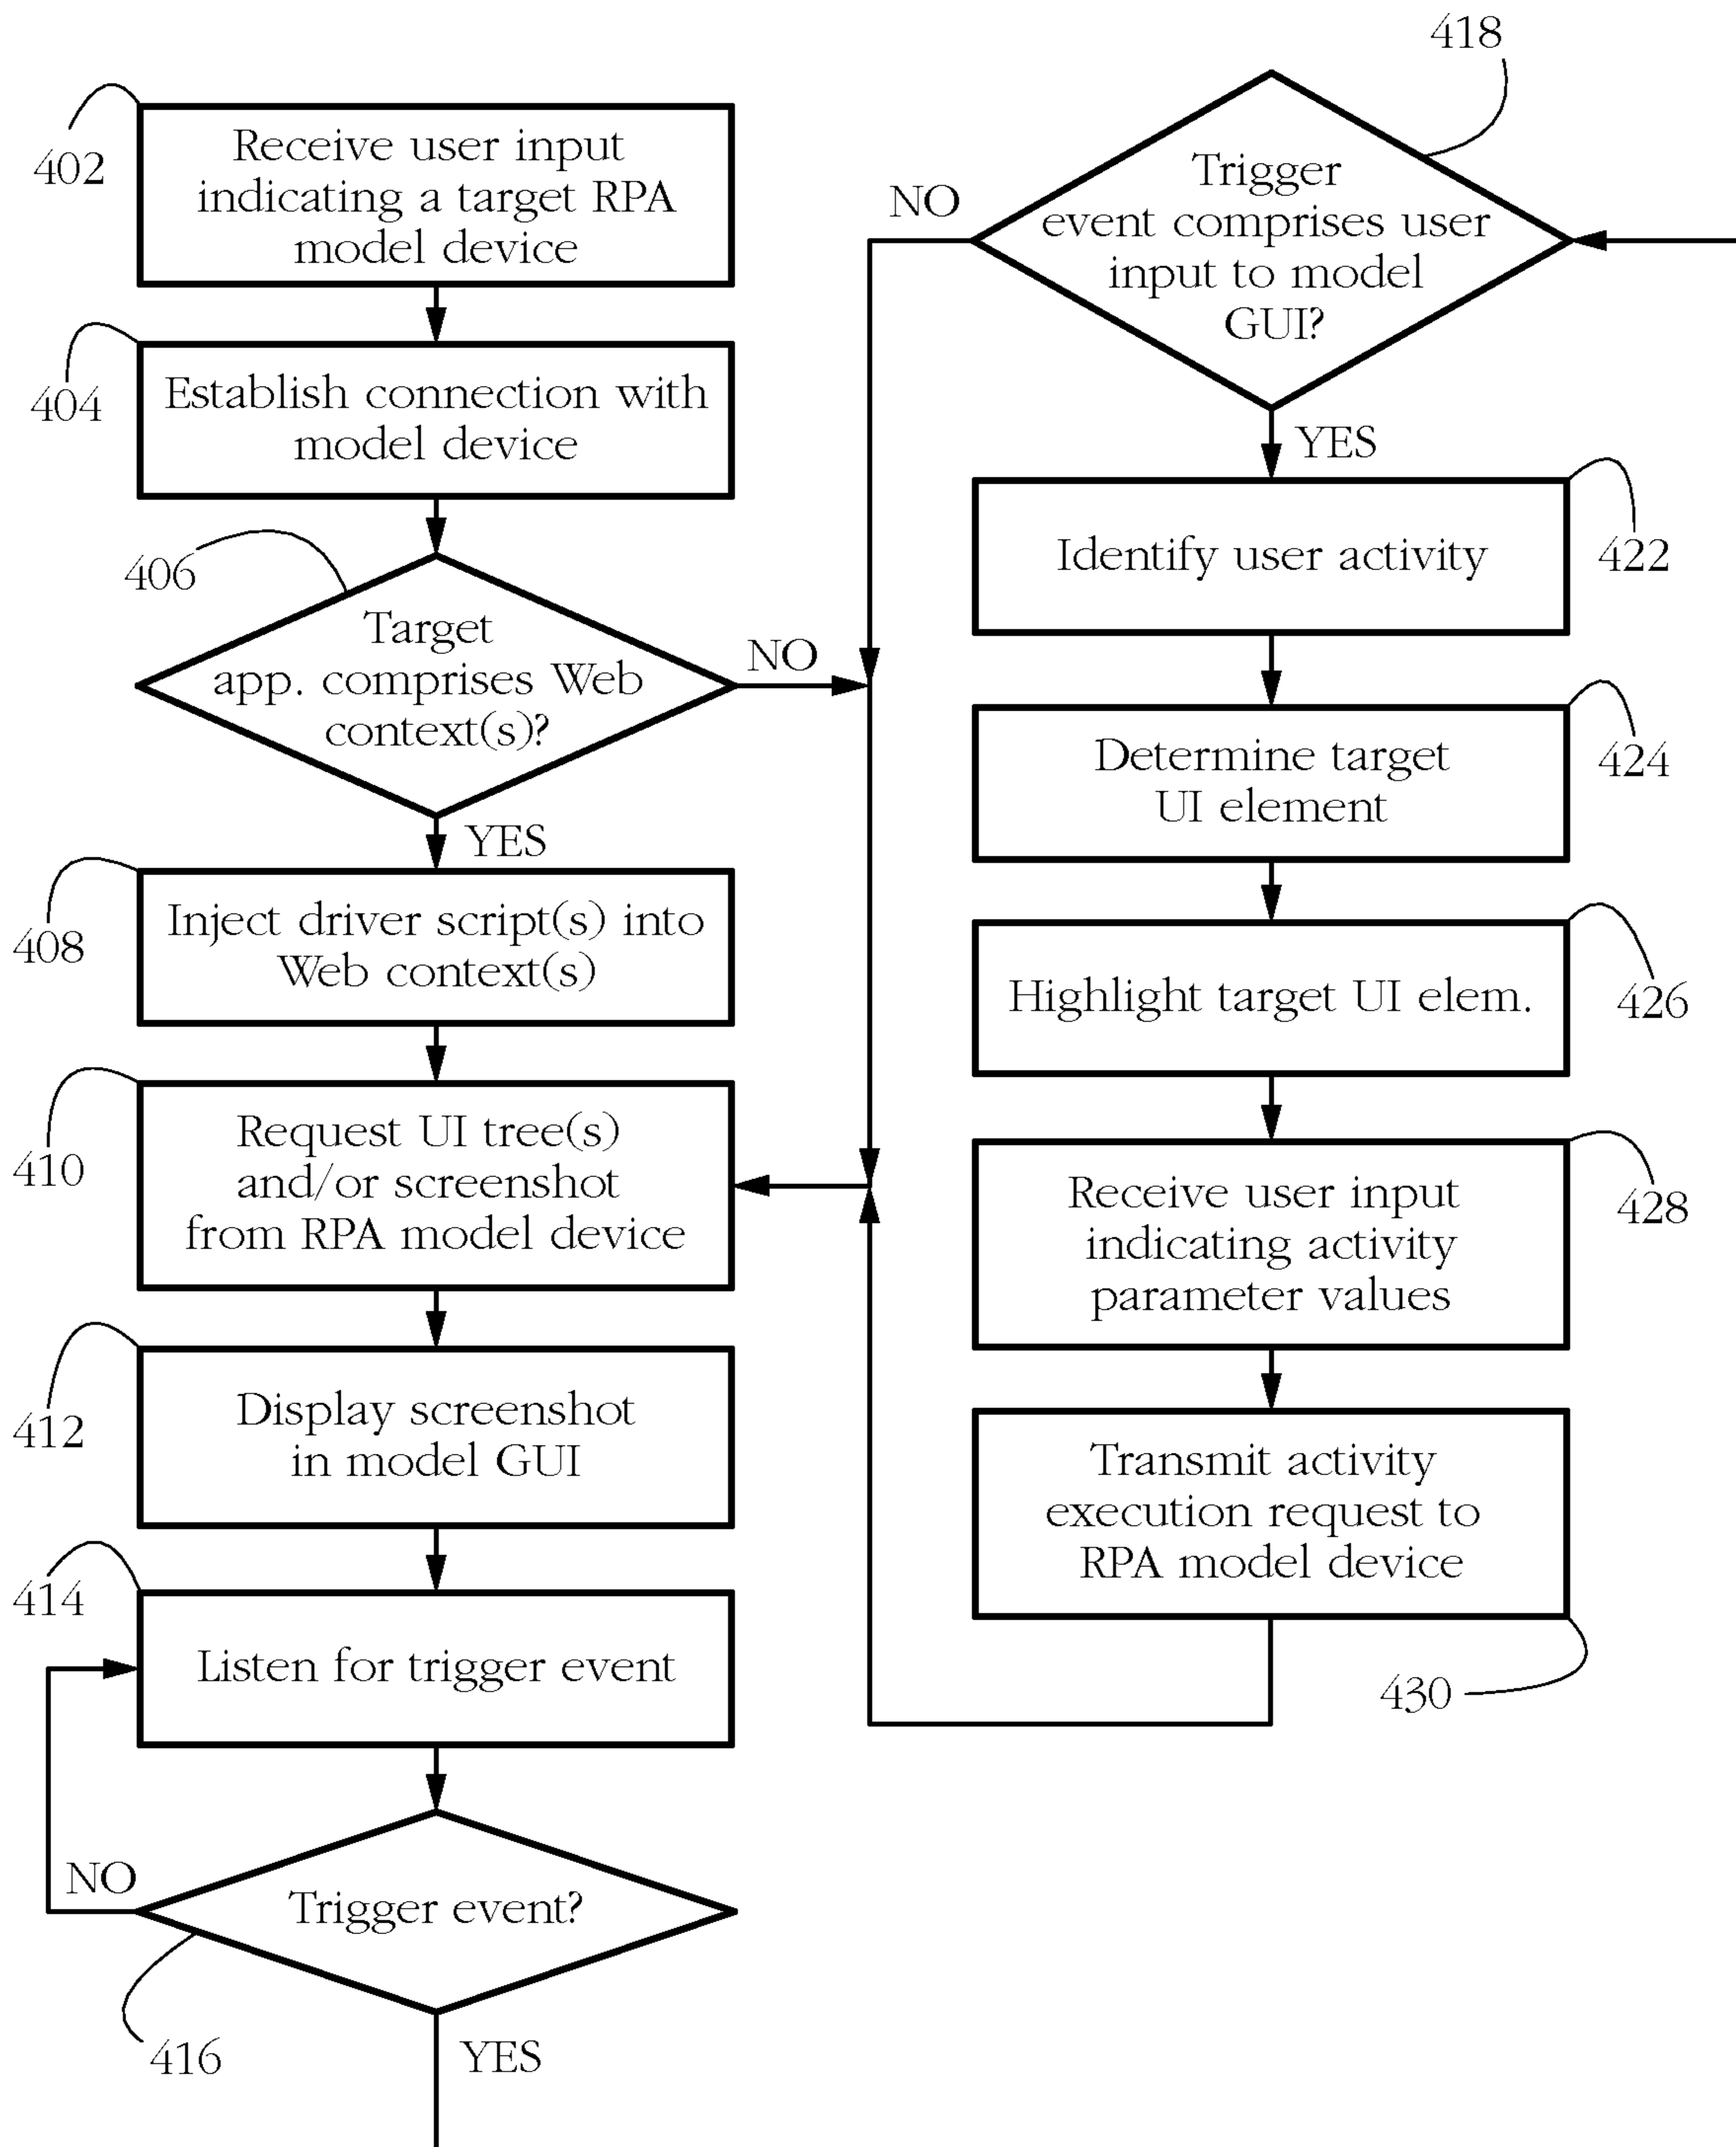 402
Receive user input
indicating a target RPA
model device
404
Establish connection with
model device
406
Target
app. comprises Web
context(s)?
NO
YES
408
Inject driver script(s) into
Web context(s)
410
Request UI tree(s)
and/or screenshot
from RPA model device
412
Display screenshot
in model GUI
414
Listen for trigger event
NO
Trigger event?
416
YES
418
Trigger
event comprises user
input to model
GUI?
NO
YES
Identify user activity
422
Determine target
UI element
424
Highlight target UI elem.
426
Receive user input
indicating activity
parameter values
428
Transmit activity
execution request to
RPA model device
430